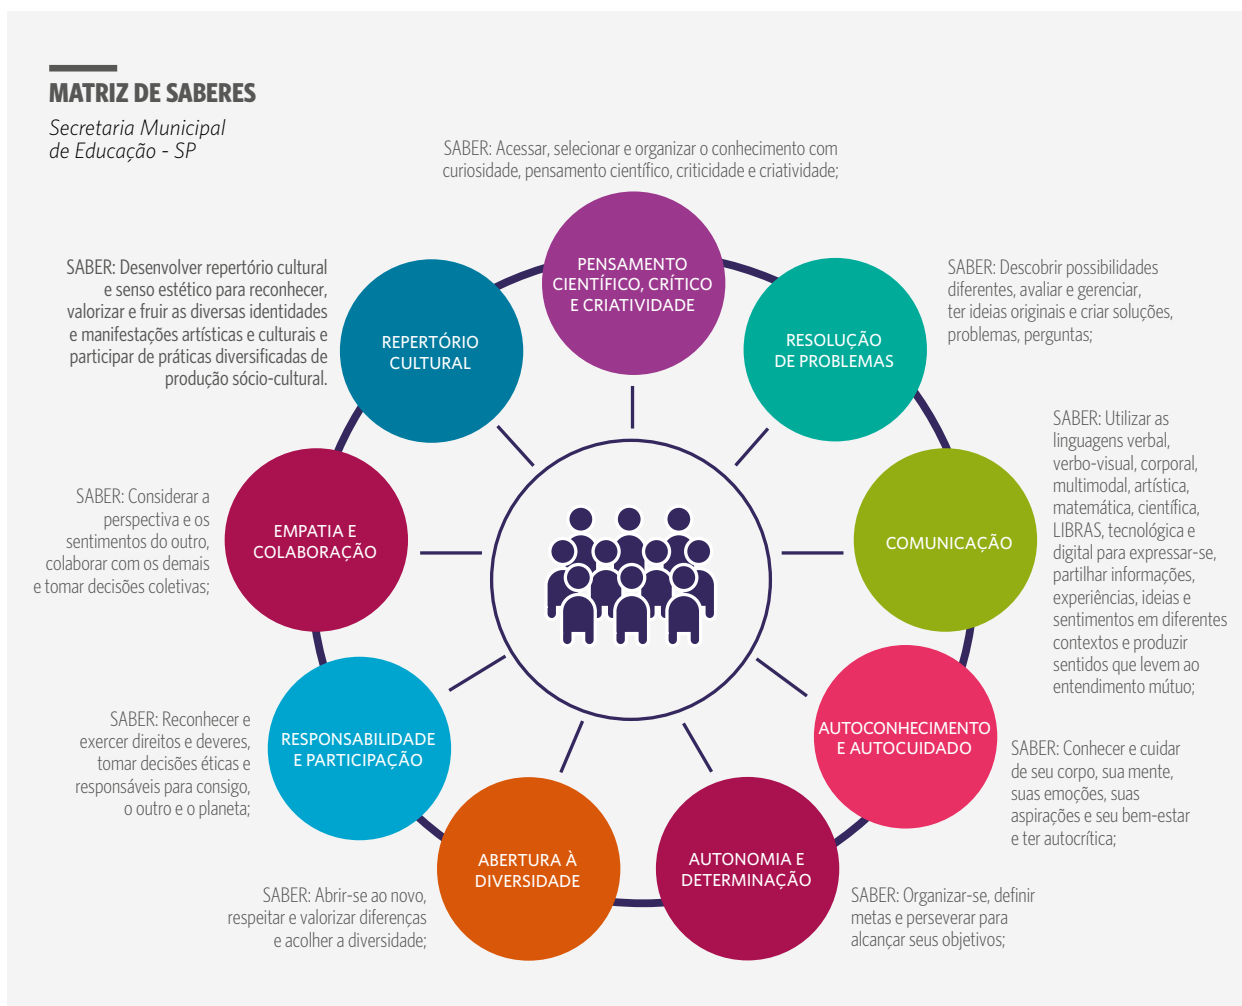 MATRIZ DE SABERES
Secretaria Municipal
de Educação - SP
SABER: Acessar, selecionar e organizar o conhecimento com
curiosidade, pensamento científico, criticidade e criatividade;
PENSAMENTO
CIENTÍFICO, CRÍTICO
E CRIATIVIDADE
SABER: Descobrir possibilidades
diferentes, avaliar e gerenciar,
ter ideias originais e criar soluções,
problemas, perguntas;
RESOLUÇÃO
DE PROBLEMAS
SABER: Utilizar as
linguagens verbal,
verbo-visual, corporal,
multimodal, artística,
matemática, científica,
LIBRAS, tecnológica e
digital para expressar-se,
partilhar informações,
experiências, ideias e
sentimentos em diferentes
contextos e produzir
sentidos que levem ao
entendimento mútuo;
COMUNICAÇÃO
AUTOCONHECIMENTO
E AUTOCUIDADO
SABER: Conhecer e cuidar
de seu corpo, sua mente,
suas emoções, suas
aspirações e seu bem-estar
e ter autocrítica;
AUTONOMIA E
DETERMINAÇÃO
SABER: Organizar-se, definir
metas e perseverar para
alcançar seus objetivos;
ABERTURA À
DIVERSIDADE
SABER: Abrir-se ao novo,
respeitar e valorizar diferenças
e acolher a diversidade;
RESPONSABILIDADE
E PARTICIPAÇÃO
SABER: Reconhecer e
exercer direitos e deveres,
tomar decisões éticas e
responsáveis para consigo,
o outro e o planeta;
EMPATIA E
COLABORAÇÃO
SABER: Considerar a
perspectiva e os
sentimentos do outro,
colaborar com os demais
e tomar decisões coletivas;
REPERTÓRIO
CULTURAL
SABER: Desenvolver repertório cultural
e senso estético para reconhecer,
valorizar e fruir as diversas identidades
e manifestações artísticas e culturais e
participar de práticas diversificadas de
produção sócio-cultural.